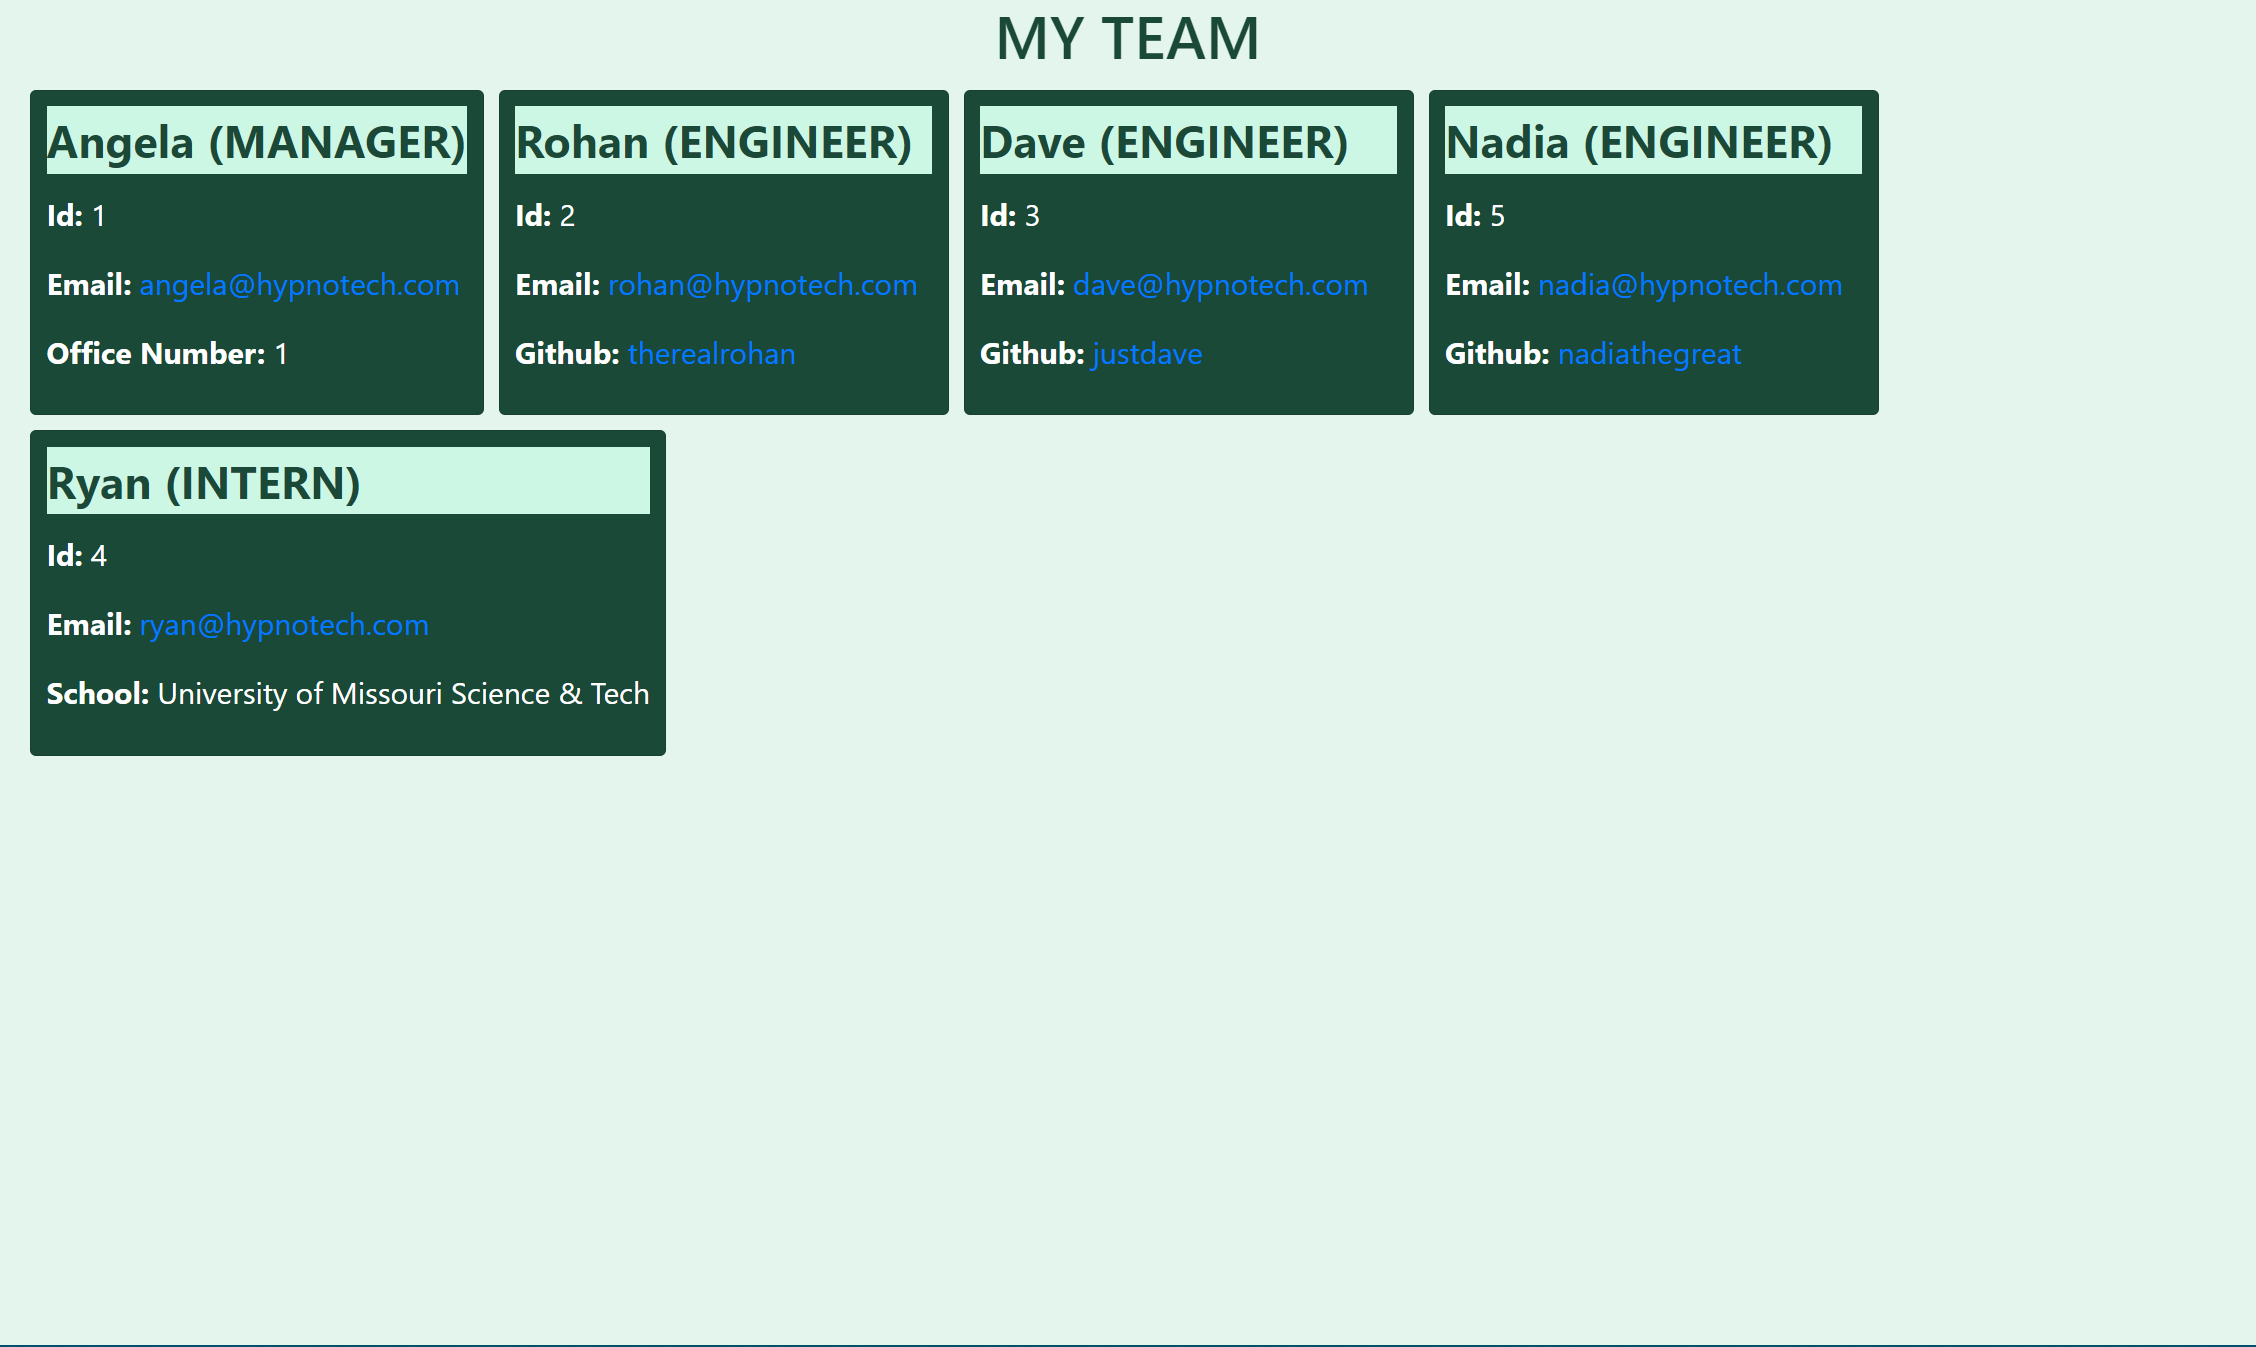 MY TEAM
Angela (MANAGER)
Id: 1
Email: angela@hypnotech.com
Office Number: 1
Rohan (ENGINEER)
Id: 2
Email: rohan@hypnotech.com
Github: therealrohan
Dave (ENGINEER)
Id: 3
Email: dave@hypnotech.com
Github: justdave
Nadia (ENGINEER)
Id: 5
Email: nadia@hypnotech.com
Github: nadiathegreat
Ryan (INTERN)
Id: 4
Email: ryan@hypnotech.com
School: University of Missouri Science & Tech